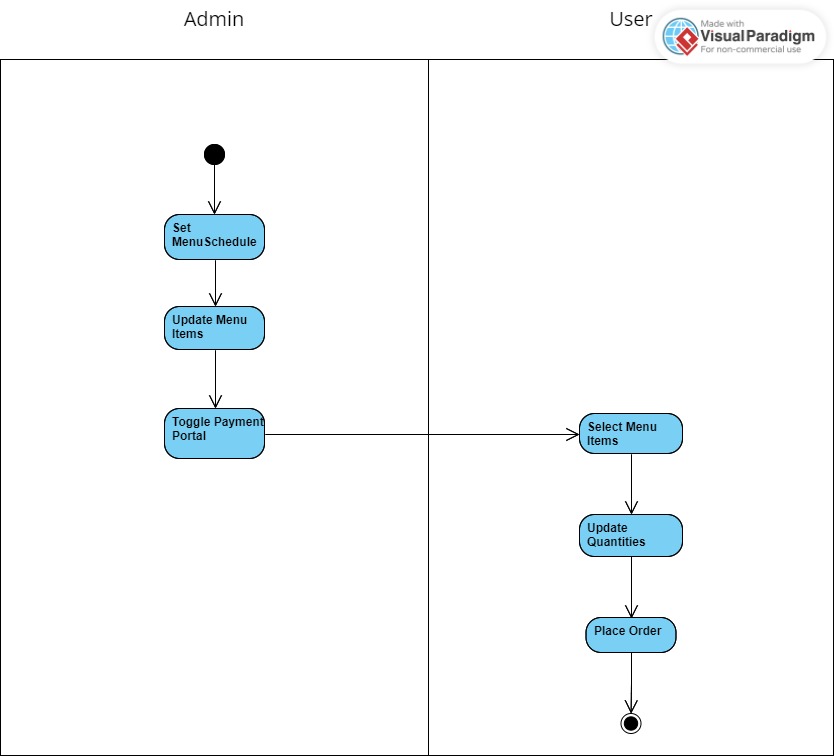 Admin
User
Made with
Visual Paradigm
For non-commercial use
Set
MenuSchedule
Update Menu
Items
Toggle Payment
Portal
Select Menu
Items
Update
Quantities
Place Order